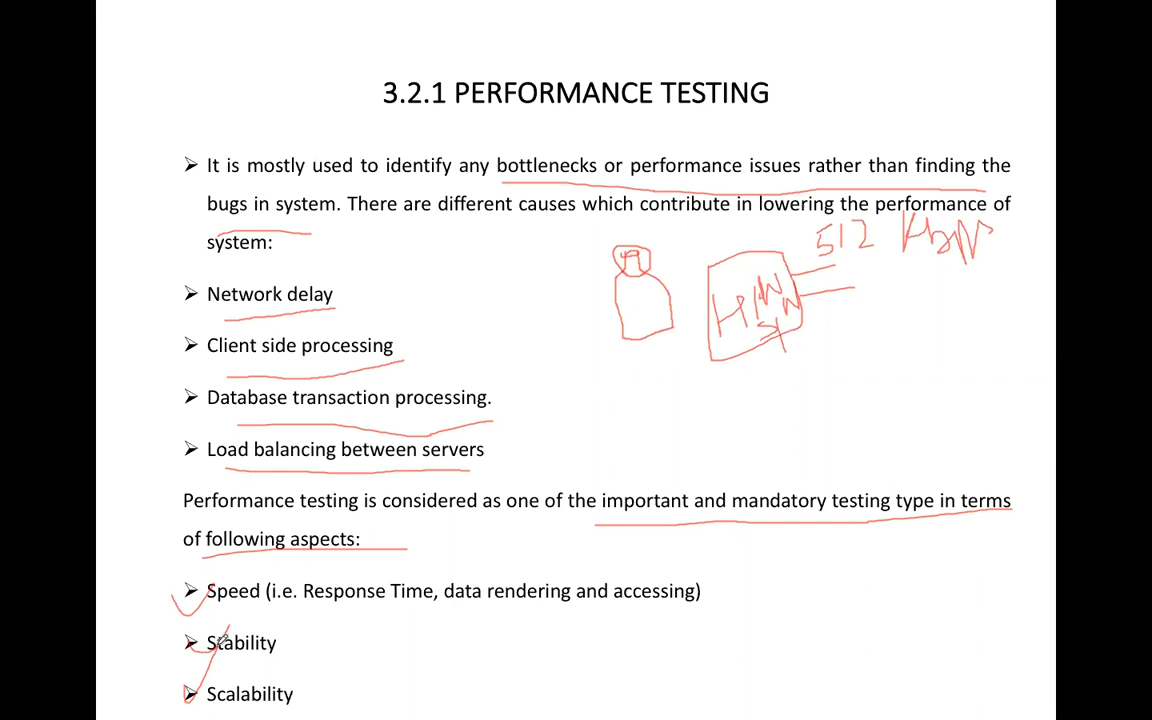 3.2.1 PERFORMANCE TESTING
➢ It is mostly used to identify any bottlenecks or performance issues rather than finding the
bugs in system. There are different causes which contribute in lowering the performance of
system:
512 Kbps
H/W
➢ Network delay
➢ Client side processing
➢ Database transaction processing.
➢ Load balancing between servers
Performance testing is considered as one of the important and mandatory testing type in terms
of following aspects:
➢ Speed (i.e. Response Time, data rendering and accessing)
➢ Stability
➢ Scalability